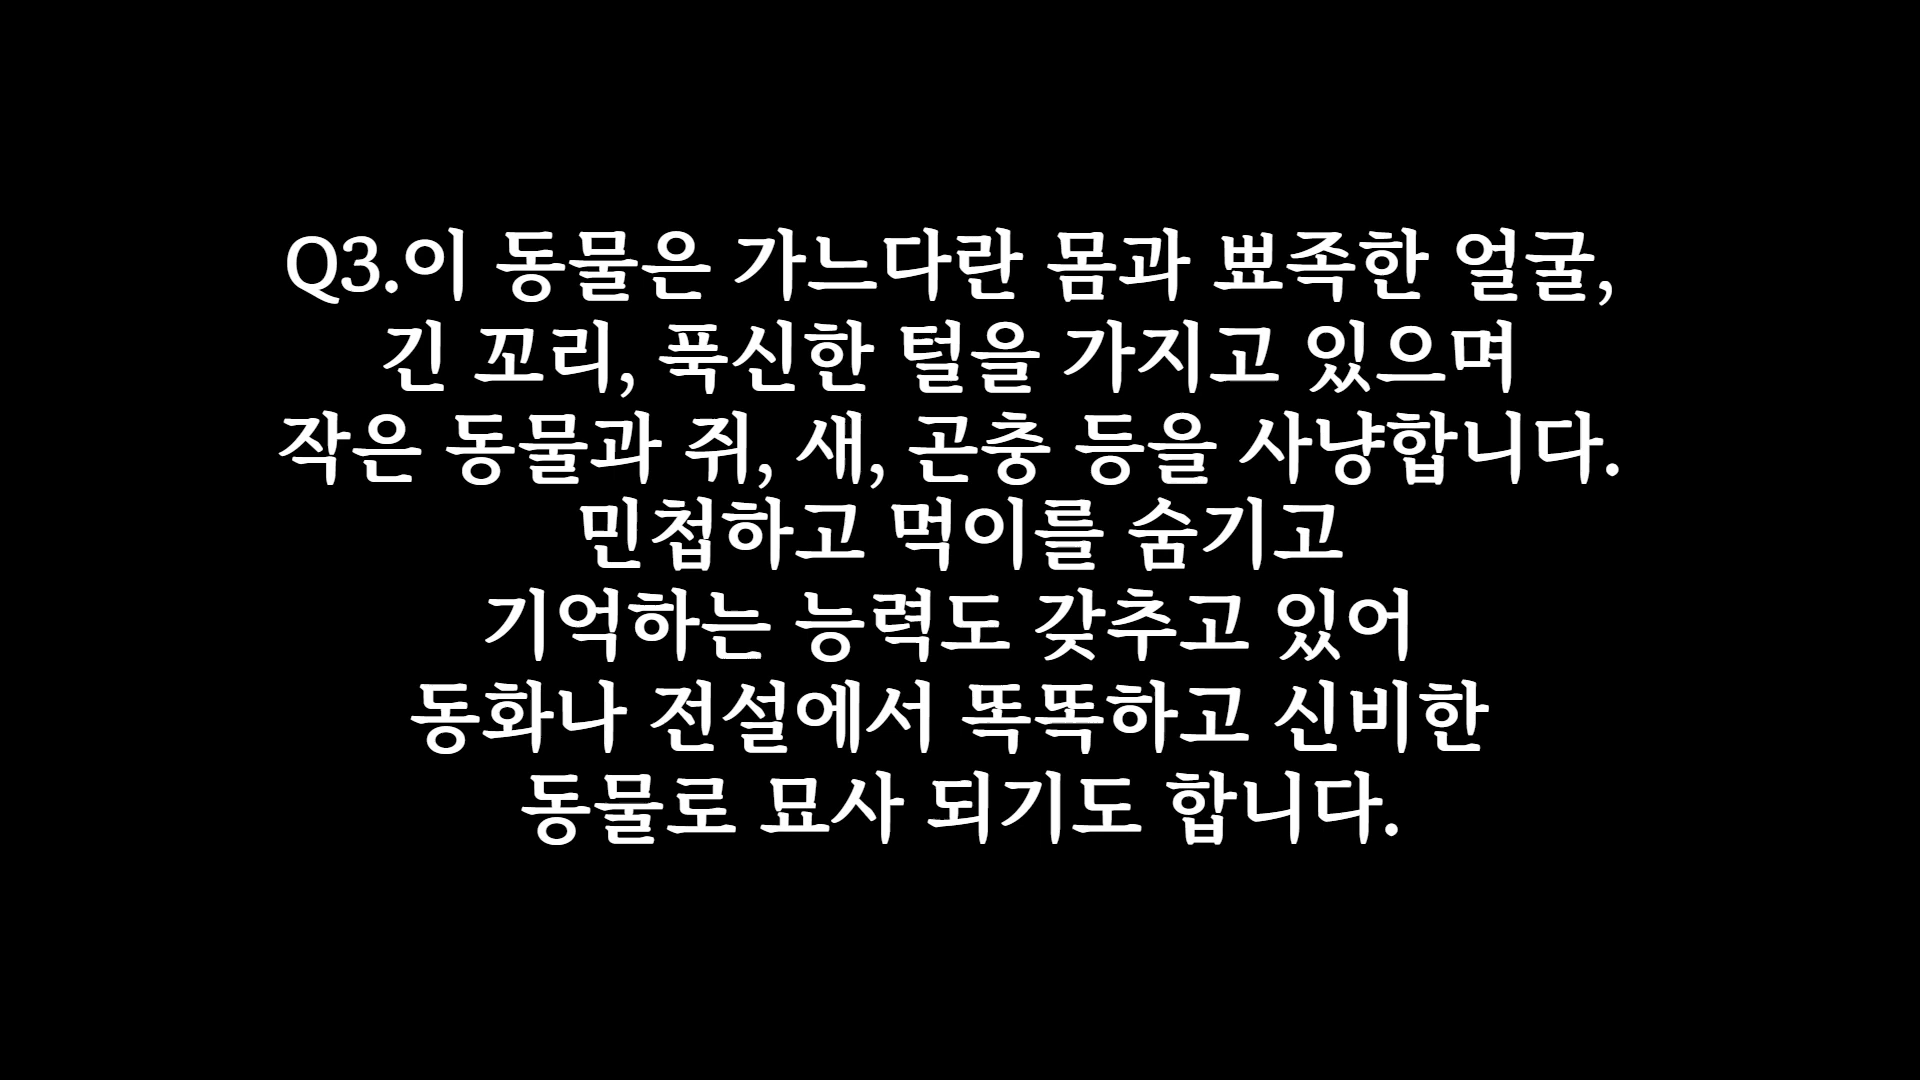 Q3.이 동물은 가느다란 몸과 뾰족한 얼굴,
긴 꼬리, 푹신한 털을 가지고 있으며
작은 동물과 쥐, 새, 곤충 등을 사냥합니다.
민첩하고 먹이를 숨기고
기억하는 능력도 갖추고 있어
동화나 전설에서 똑똑하고 신비한
동물로 묘사 되기도 합니다.